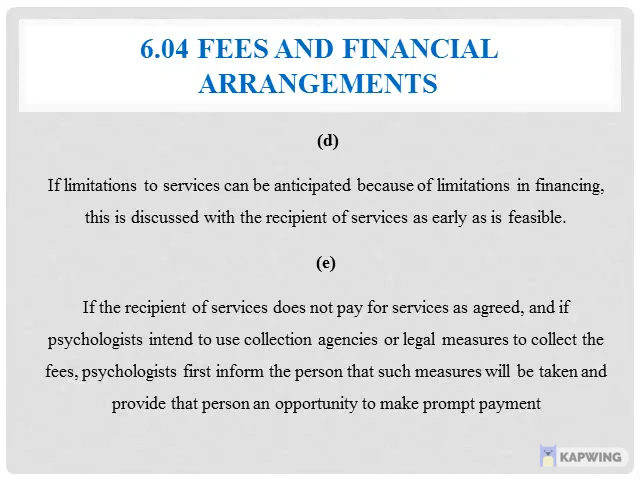 6.04 FEES AND FINANCIAL
ARRANGEMENTS
(d)
If limitations to services can be anticipated because of limitations in financing,
this is discussed with the recipient of services as early as is feasible.
(e)
If the recipient of services does not pay for services as agreed, and if
psychologists intend to use collection agencies or legal measures to collect the
fees, psychologists first inform the person that such measures will be taken and
provide that person an opportunity to make prompt payment
KAPWING